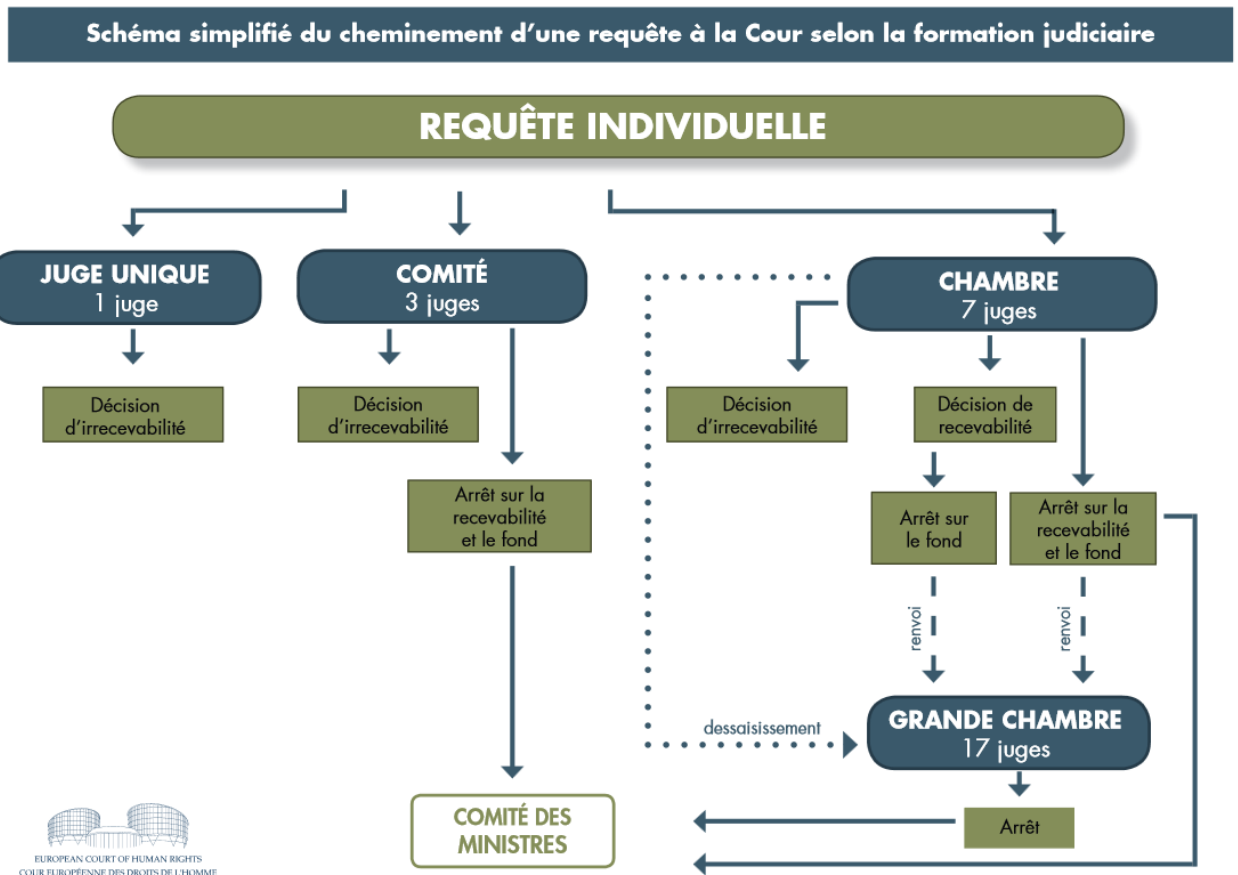 Schéma simplifié du cheminement d'une requête à la Cour selon la formation judiciaire
REQUÊTE INDIVIDUELLE
JUGE UNIQUE
1 juge
COMITÉ
3 juges
CHAMBRE
7 juges
Décision
d'irrecevabilité
Décision
d'irrecevabilité
Décision
d'irrecevabilité
Décision de
recevabilité
Arrêt sur la
recevabilité
et le fond
Arrêt sur
le fond
Arrêt sur la
recevabilité
et le fond
renvoi
renvoi
dessaisissement
GRANDE CHAMBRE
17 juges
COMITÉ DES
MINISTRES
Arrêt
EUROPEAN COURT OF HUMAN RIGHTS
COUR EUROPÉENNE DES DROITS DE L'HOMME